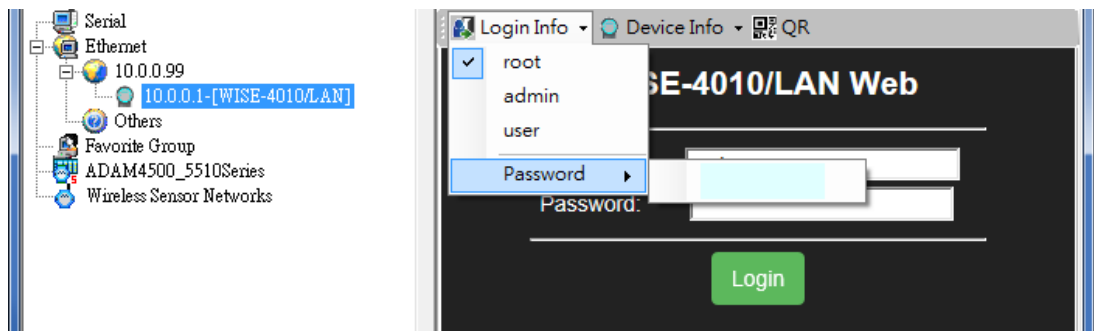 Serial
Ethernet
10.0.0.99
10.0.0.1-[WISE-4010/LAN]
Others
Favorite Group
ADAM4500_5510Series
Wireless Sensor Networks
Login Info Device Info QR
root
admin
user
Password
SE-4010/LAN Web
Password:
Login